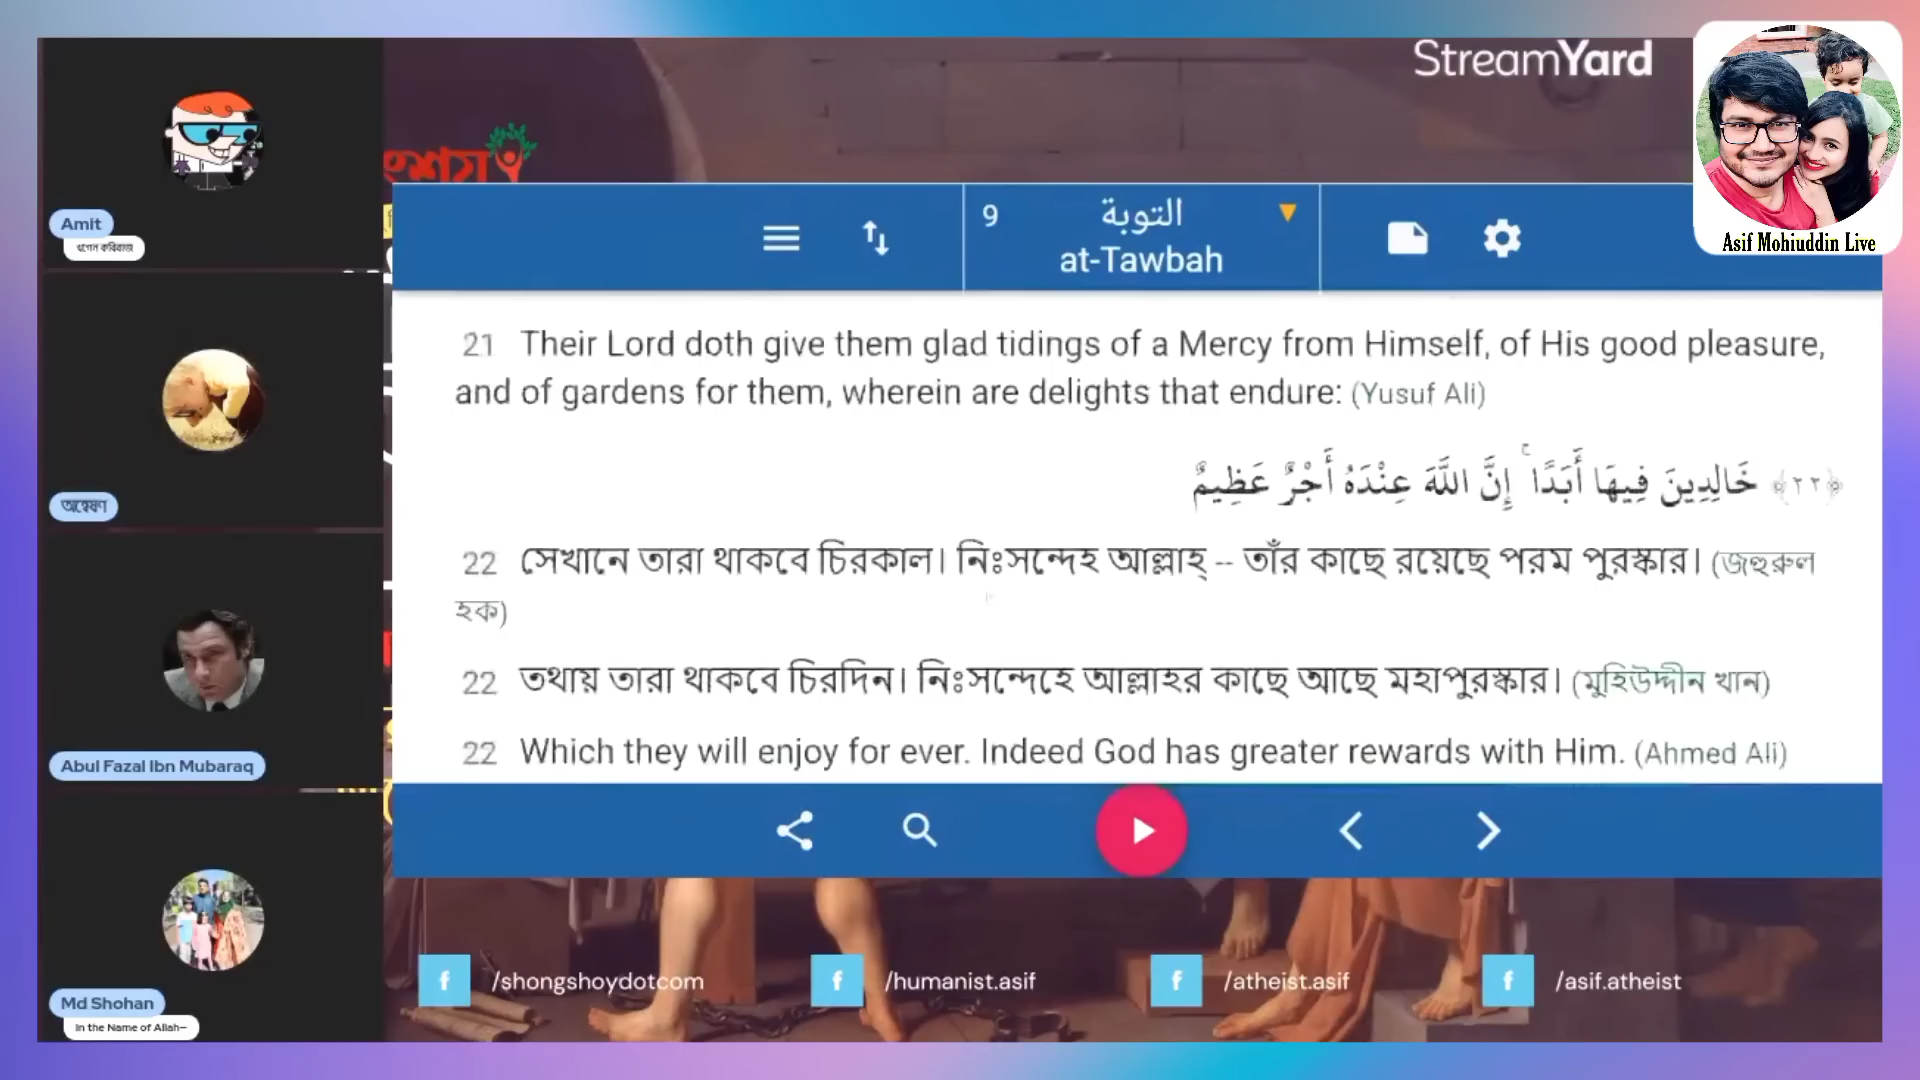 StreamYard
Asif Mohiuddin Live
Amit
খগেন কবিরাজ
অন্বেষণ
Abul Fazal Ibn Mubaraq
Md Shohan
In the Name of Allah—
9
التوبة
at-Tawbah
21 Their Lord doth give them glad tidings of a Mercy from Himself, of His good pleasure,
and of gardens for them, wherein are delights that endure: (Yusuf Ali)
﴿٢٢﴾ خَالِدِينَ فِيهَا أَبَدًا ۚ إِنَّ اللَّهَ عِنْدَهُ أَجْرٌ عَظِيمٌ
22 সেখানে তারা থাকবে চিরকাল। নিঃসন্দেহ আল্লাহ্ -- তাঁর কাছে রয়েছে পরম পুরস্কার। (জহুরুল
হক)
22 তথায় তারা থাকবে চিরদিন। নিঃসন্দেহে আল্লাহর কাছে আছে মহাপুরস্কার। (মুহিউদ্দীন খান)
22 Which they will enjoy for ever. Indeed God has greater rewards with Him. (Ahmed Ali)
/shongshoydotcom
/humanist.asif
/atheist.asif
/asif.atheist